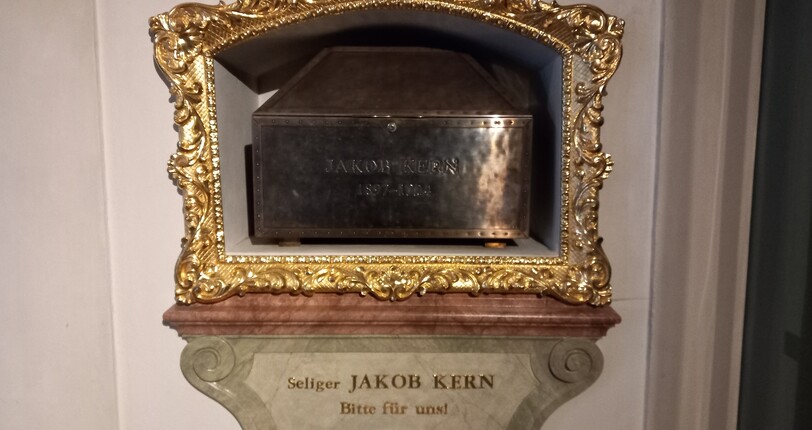 JAKOB KERN
1897–1924
Seliger JAKOB KERN
Bitte für uns!